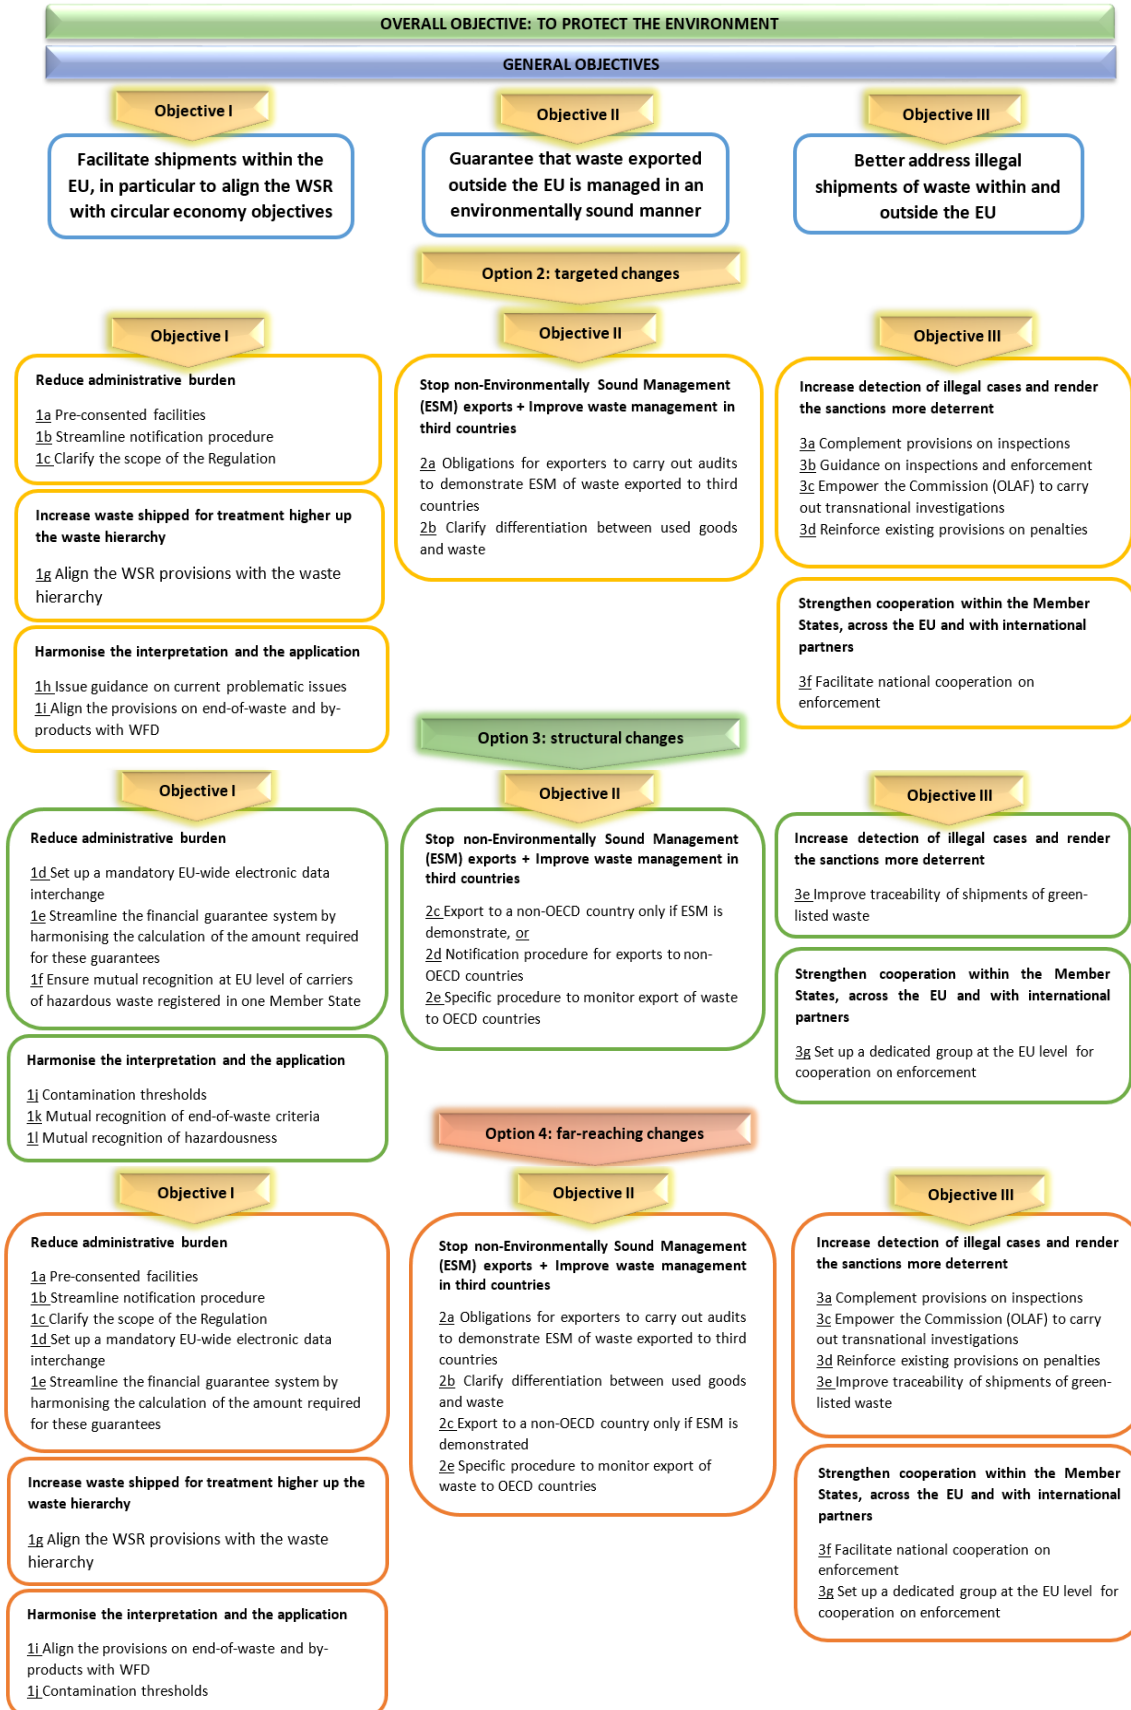 OVERALL OBJECTIVE: TO PROTECT THE ENVIRONMENT
GENERAL OBJECTIVES
Objective I
Facilitate shipments within the
EU, in particular to align the WSR
with circular economy objectives
Objective II
Guarantee that waste exported
outside the EU is managed in an
environmentally sound manner
Objective III
Better address illegal
shipments of waste within and
outside the EU
Option 2: targeted changes
Objective I
Reduce administrative burden
1a Pre-consented facilities
1b Streamline notification procedure
1c Clarify the scope of the Regulation
Increase waste shipped for treatment higher up
the waste hierarchy
1g Align the WSR provisions with the waste
hierarchy
Harmonise the interpretation and the application
1h Issue guidance on current problematic issues
1i Align the provisions on end-of-waste and by-
products with WFD
Objective II
Stop non-Environmentally Sound Management
(ESM) exports + Improve waste management in
third countries
2a Obligations for exporters to carry out audits
to demonstrate ESM of waste exported to third
countries
2b Clarify differentiation between used goods
and waste
Objective III
Increase detection of illegal cases and render
the sanctions more deterrent
3a Complement provisions on inspections
3b Guidance on inspections and enforcement
3c Empower the Commission (OLAF) to carry
out transnational investigations
3d Reinforce existing provisions on penalties
Strengthen cooperation within the Member
States, across the EU and with international
partners
3f Facilitate national cooperation on
enforcement
Option 3: structural changes
Objective I
Reduce administrative burden
1d Set up a mandatory EU-wide electronic data
interchange
1e Streamline the financial guarantee system by
harmonising the calculation of the amount required
for these guarantees
1f Ensure mutual recognition at EU level of carriers
of hazardous waste registered in one Member State
Harmonise the interpretation and the application
1j Contamination thresholds
1k Mutual recognition of end-of-waste criteria
1l Mutual recognition of hazardousness
Objective II
Stop non-Environmentally Sound Management
(ESM) exports + Improve waste management in
third countries
2c Export to a non-OECD country only if ESM is
demonstrate, or
2d Notification procedure for exports to non-
OECD countries
2e Specific procedure to monitor export of waste
to OECD countries
Objective III
Increase detection of illegal cases and render
the sanctions more deterrent
3e Improve traceability of shipments of green-
listed waste
Strengthen cooperation within the Member
States, across the EU and with international
partners
3g Set up a dedicated group at the EU level for
cooperation on enforcement
Option 4: far-reaching changes
Objective I
Reduce administrative burden
1a Pre-consented facilities
1b Streamline notification procedure
1c Clarify the scope of the Regulation
1d Set up a mandatory EU-wide electronic data
interchange
1e Streamline the financial guarantee system by
harmonising the calculation of the amount required
for these guarantees
Increase waste shipped for treatment higher up the
waste hierarchy
1g Align the WSR provisions with the waste
hierarchy
Harmonise the interpretation and the application
1i Align the provisions on end-of-waste and by-
products with WFD
1j Contamination thresholds
Objective II
Stop non-Environmentally Sound Management
(ESM) exports + Improve waste management
in third countries
2a Obligations for exporters to carry out audits
to demonstrate ESM of waste exported to third
countries
2b Clarify differentiation between used goods
and waste
2c Export to a non-OECD country only if ESM is
demonstrated
2e Specific procedure to monitor export of
waste to OECD countries
Objective III
Increase detection of illegal cases and render
the sanctions more deterrent
3a Complement provisions on inspections
3c Empower the Commission (OLAF) to carry
out transnational investigations
3d Reinforce existing provisions on penalties
3e Improve traceability of shipments of green-
listed waste
Strengthen cooperation within the Member
States, across the EU and with international
partners
3f Facilitate national cooperation on
enforcement
3g Set up a dedicated group at the EU level for
cooperation on enforcement